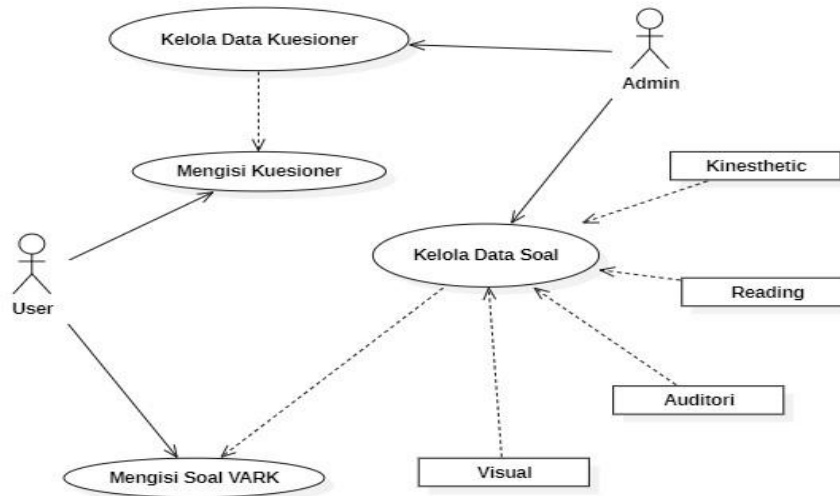 Kelola Data Kuesioner
Admin
Mengisi Kuesioner
Kinesthetic
Kelola Data Soal
User
Reading
Auditori
Mengisi Soal VARK
Visual